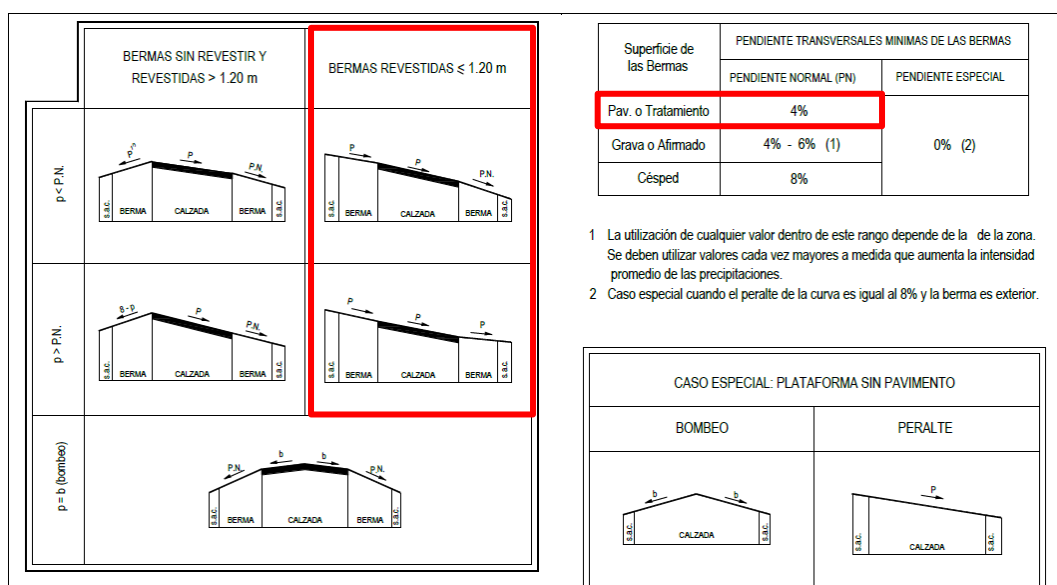 BERMAS SIN REVESTIR Y
REVESTIDAS > 1.20 m
BERMAS REVESTIDAS ⩽ 1.20 m
p < P.N.
P'n
P
P.N.
s.a.c.
BERMA
CALZADA
BERMA
s.a.c.
P
P
P.N.
s.a.c.
BERMA
CALZADA
BERMA
s.a.c.
p > P.N.
8 - p
P
P.N.
s.a.c.
BERMA
CALZADA
BERMA
s.a.c.
P
P
P
s.a.c.
BERMA
CALZADA
BERMA
s.a.c.
p = b (bombeo)
P.N.
b
b
P.N.
s.a.c.
BERMA
CALZADA
BERMA
s.a.c.
Superficie de
las Bermas
PENDIENTE TRANSVERSALES MINIMAS DE LAS BERMAS
PENDIENTE NORMAL (PN)
PENDIENTE ESPECIAL
Pav. o Tratamiento
4%
Grava o Afirmado
4% - 6% (1)
0% (2)
Césped
8%
1 La utilización de cualquier valor dentro de este rango depende de la de la zona.
Se deben utilizar valores cada vez mayores a medida que aumenta la intensidad
promedio de las precipitaciones.
2 Caso especial cuando el peralte de la curva es igual al 8% y la berma es exterior.
CASO ESPECIAL: PLATAFORMA SIN PAVIMENTO
BOMBEO
PERALTE
b
b
s.a.c.
CALZADA
s.a.c.
P
s.a.c.
CALZADA
s.a.c.